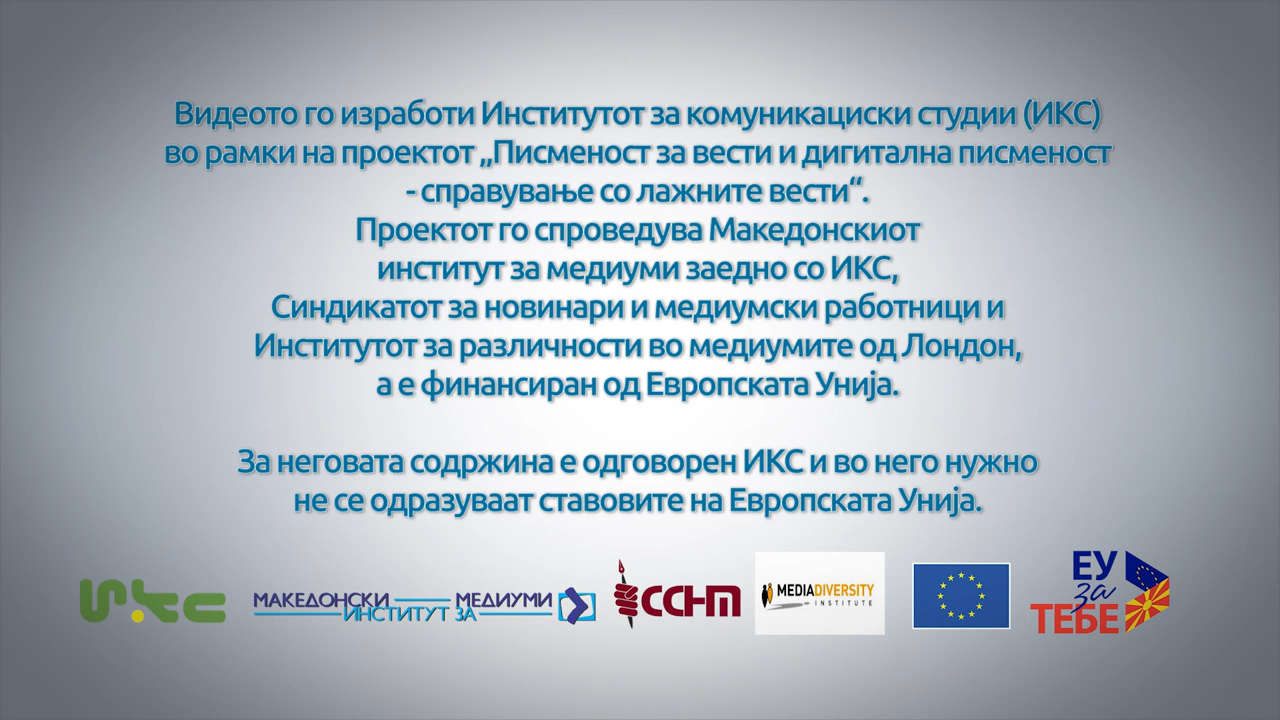 Видеото го изработи Институтот за комуникациски студии (ИКС)
во рамки на проектот „Писменост за вести и дигитална писменост
- справување со лажните вести“.
Проектот го спроведува Македонскиот
институт за медиуми заедно со ИКС,
Синдикатот за новинари и медиумски работници и
Институтот за различности во медиумите од Лондон,
а е финансиран од Европската Унија.
За неговата содржина е одговорен ИКС и во него нужно
не се одразуваат ставовите на Европската Унија.
икс
МАКЕДОНСКИ МЕДИУМИ
ИНСТИТУТ ЗА
ССНМ
MEDIADIVERSITY
INSTITUTE
ЕУ
за
ТЕБЕ